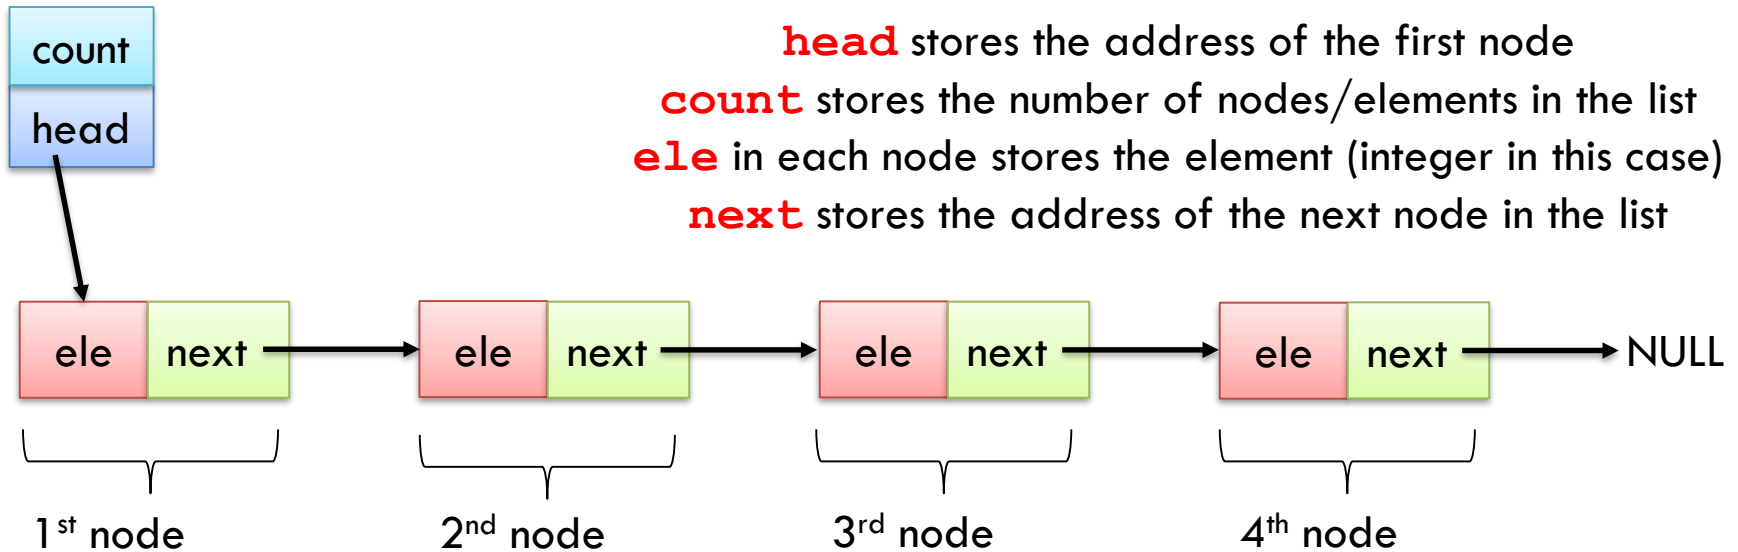 count
head
head stores the address of the first node
count stores the number of nodes/elements in the list
ele in each node stores the element (integer in this case)
next stores the address of the next node in the list
ele next ele next ele next ele next NULL
1st node 2nd node 3rd node 4th node